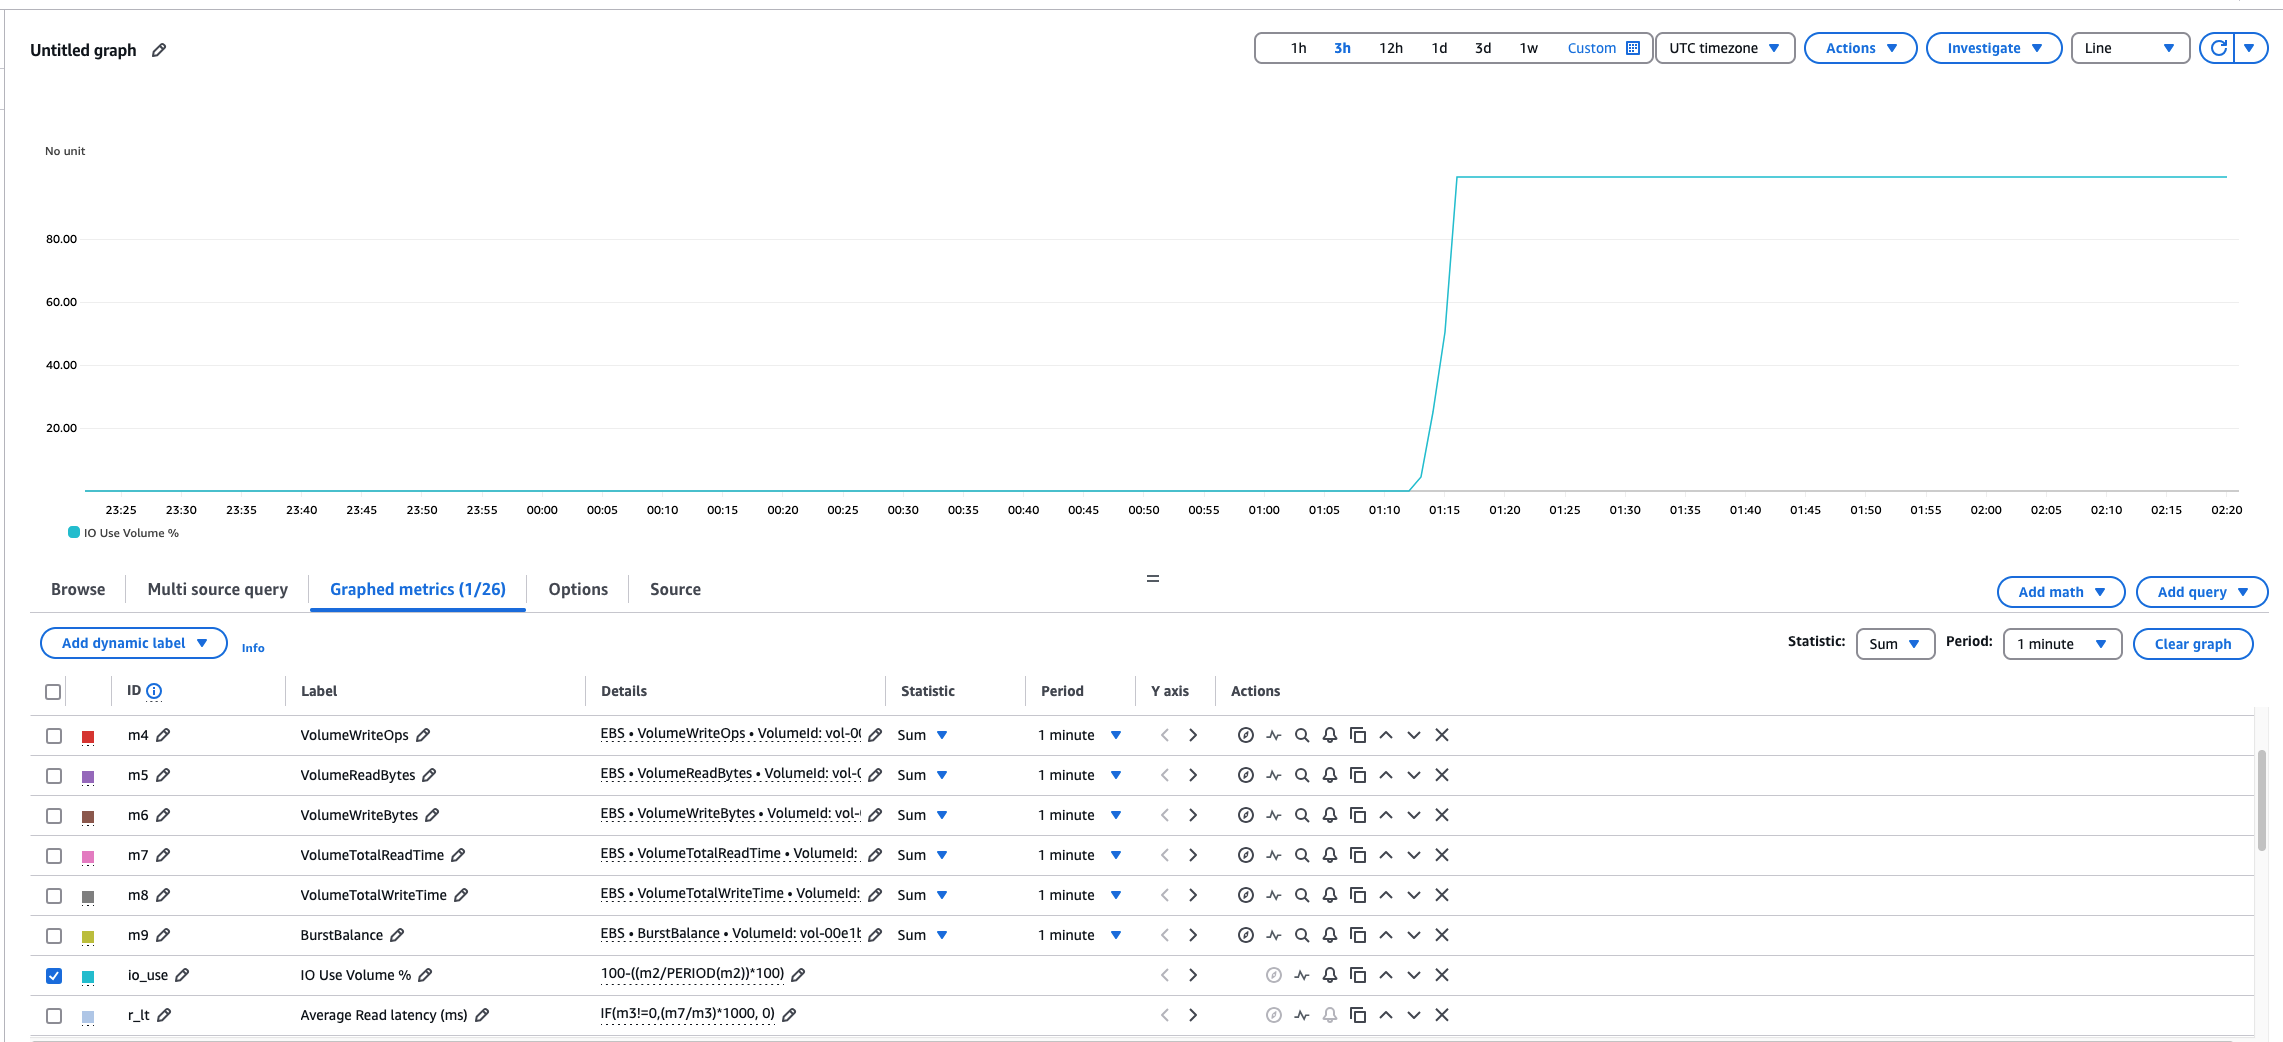 Untitled graph
1h 3h 12h 1d 3d 1w Custom UTC timezone Actions Investigate Line
No unit
80.00
60.00
40.00
20.00
23:25 23:30 23:35 23:40 23:45 23:50 23:55 00:00 00:05 00:10 00:15 00:20 00:25 00:30 00:35 00:40 00:45 00:50 00:55 01:00 01:05 01:10 01:15 01:20 01:25 01:30 01:35 01:40 01:45 01:50 01:55 02:00 02:05 02:10 02:15 02:20
IO Use Volume %
Browse Multi source query Graphed metrics (1/26) Options Source Add math Add query
Add dynamic label Info Statistic: Sum Period: 1 minute Clear graph
ID Label Details Statistic Period Y axis Actions
m4 VolumeWriteOps EBS • VolumeWriteOps • VolumeId: vol-00 Sum 1 minute
m5 VolumeReadBytes EBS • VolumeReadBytes • VolumeId: vol- Sum 1 minute
m6 VolumeWriteBytes EBS • VolumeWriteBytes • VolumeId: vol- Sum 1 minute
m7 VolumeTotalReadTime EBS • VolumeTotalReadTime • VolumeId: Sum 1 minute
m8 VolumeTotalWriteTime EBS • VolumeTotalWriteTime • VolumeId: Sum 1 minute
m9 BurstBalance EBS • BurstBalance • VolumeId: vol-00e1 Sum 1 minute
io_use IO Use Volume % 100-((m2/PERIOD(m2))*100)
r_lt Average Read latency (ms) IF(m3!=0,(m7/m3)*1000, 0)